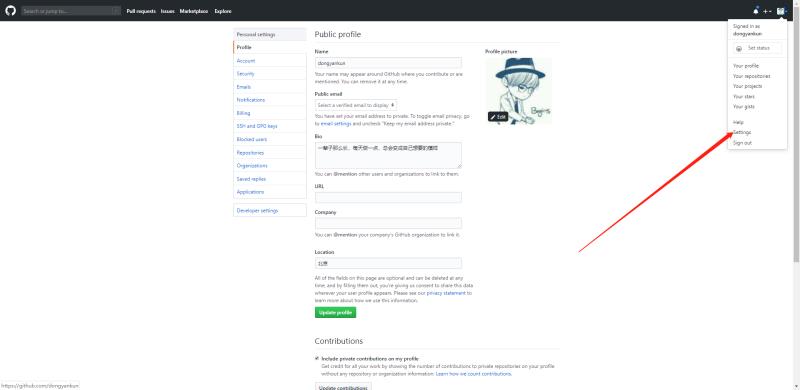 Search or jump to...
Pull requests Issues Marketplace Explore
Signed in as
dongyankun
Set status
Your profile
Your repositories
Your projects
Your stars
Your gists
Help
Settings
Sign out
Personal settings
Profile
Account
Security
Emails
Notifications
Billing
SSH and GPG keys
Blocked users
Repositories
Organizations
Saved replies
Applications
Developer settings
Public profile
Name
dongyankun
Your name may appear around GitHub where you contribute or are
mentioned. You can remove it at any time.
Public email
Select a verified email to display
You have set your email address to private. To toggle email privacy, go
to email settings and uncheck "Keep my email address private."
Bio
一辈子那么长，每天做一点，总会变成自己想要的模样
You can @mention other users and organizations to link to them.
URL
Company
You can @mention your company's GitHub organization to link it.
Location
北京
All of the fields on this page are optional and can be deleted at any
time, and by filling them out, you're giving us consent to share this data
wherever your user profile appears. Please see our privacy statement to
learn more about how we use this information.
Update profile
Profile picture
Edit
Contributions
Include private contributions on my profile
Get credit for all your work by showing the number of contributions to private repositories on your profile
without any repository or organization information. Learn how we count contributions.
Update contributions
https://github.com/dongyankun